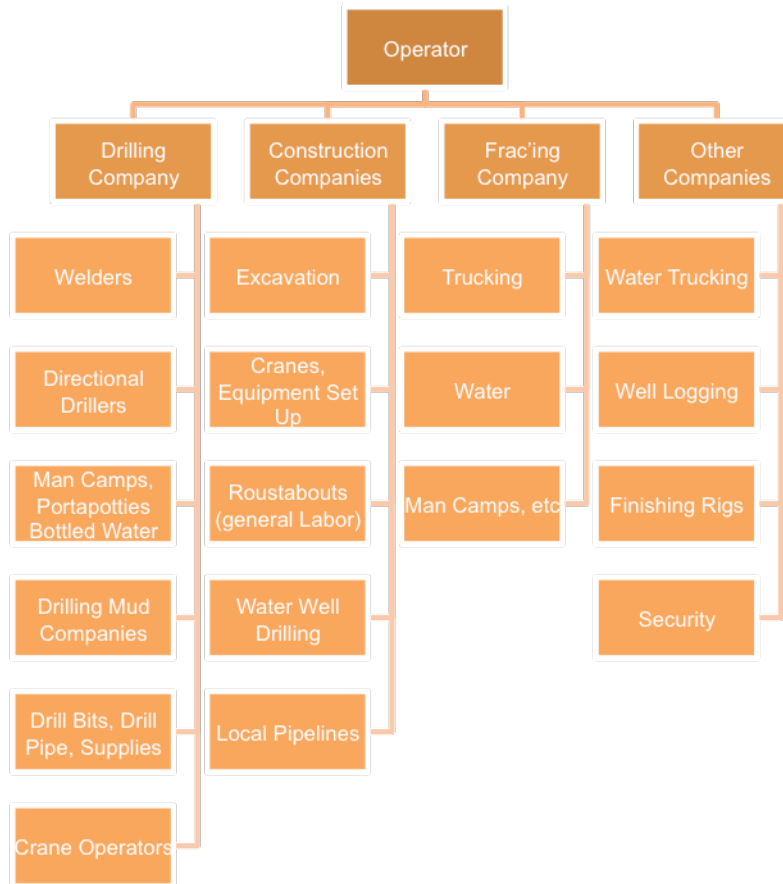 Operator
Drilling
Company
Construction
Companies
Frac'ing
Company
Other
Companies
Welders
Excavation
Trucking
Water Trucking
Directional
Drillers
Cranes,
Equipment Set
Up
Water
Well Logging
Man Camps,
Portapotties
Bottled Water
Roustabouts
(general Labor)
Man Camps, etc
Finishing Rigs
Drilling Mud
Companies
Water Well
Drilling
Security
Drill Bits, Drill
Pipe, Supplies
Local Pipelines
Crane Operators